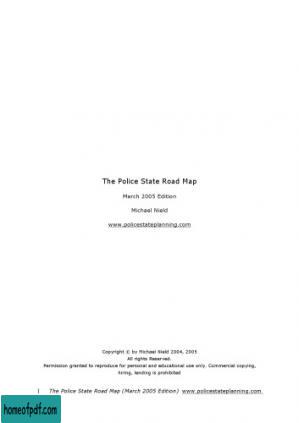 The Police State Road Map
March 2005 Edition
Michael Nield
www.policestateplanning.com
Copyright © by Michael Nield 2004, 2005
All rights Reserved.
Permission granted to reproduce for personal and educational use only. Commercial copying,
hiring, lending is prohibited
I The Police State Road Map (March 2005 Edition) www.policestateplanning.com
homeofpdf.com